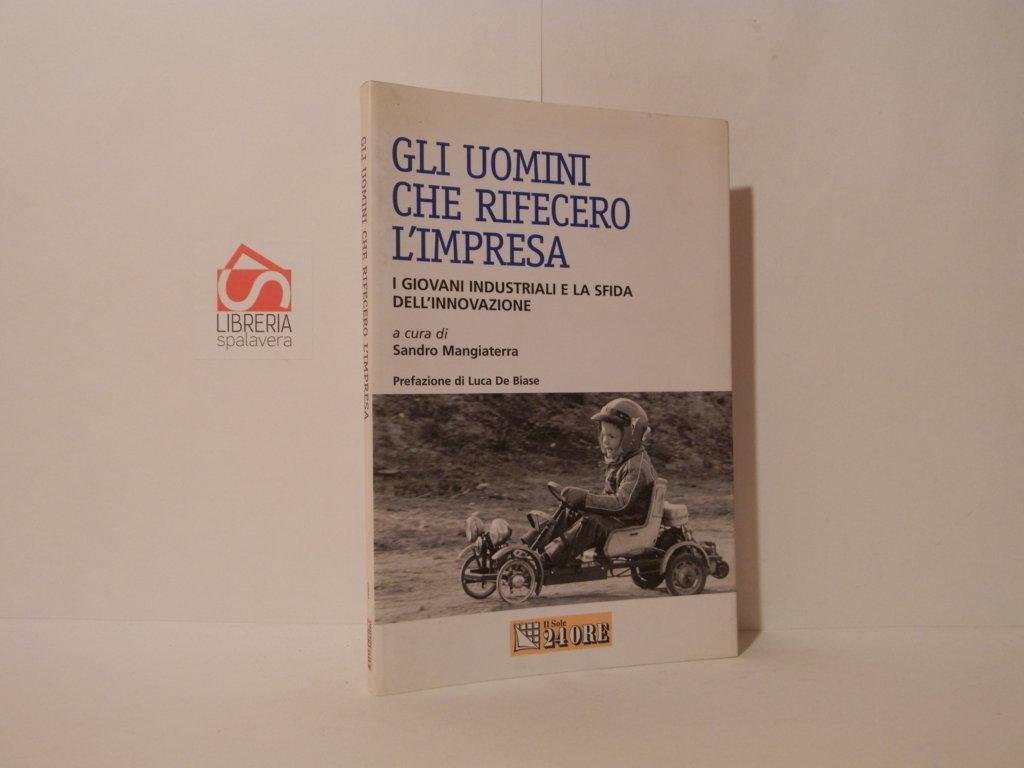 GLI UOMINI
CHE RIFECERO
L'IMPRESA
I GIOVANI INDUSTRIALI E LA SFIDA
DELL'INNOVAZIONE
a cura di
Sandro Mangiaterra
Prefazione di Luca De Biase
Il Sole
24 ORE
GLI UOMINI CHE RIFECERO L'IMPRESA
LIBRERIA
spalavera